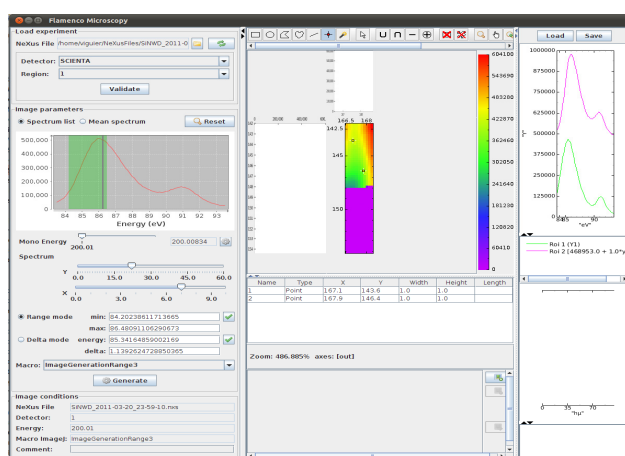 Flamenco Microscopy
Load experiment
NeXus File /home/viguier/NeXusFiles/SiNWD_2011-0
Detector: SCIENTA
Region: 1
Validate
Image parameters
Spectrum list Mean spectrum Reset
500,000
400,000
300,000
200,000
100,000
0
84 85 86 87 88 89 90 91 92 93
Energy (eV)
Mono Energy 200.00834
200.01
Spectrum
Y
0.0 15.0 30.0 45.0 60.0
X
0.0 3.0 6.0 9.0
Range mode min: 84.20238611713665
max: 86.48091106290673
Delta mode energy: 85.34164859002169
delta: 1.1392624728850365
Macro: ImageGenerationRange3
Generate
Image conditions
NeXus File SiNWD_2011-03-20_23-59-10.nxs
Detector: 1
Energy: 200.01
Macro ImageJ: ImageGenerationRange3
Comment:
166.5 168
142.5
145
150
604100
543690
483280
422870
362460
302050
241640
181230
120820
60410
0
Name Type X Y Width Height Length
1 Point 167.1 143.6 1.0 1.0
2 Point 167.9 146.4 1.0 1.0
Zoom: 486.885% axes: [out]
Load Save
1000000
875000
750000
625000
500000
375000
250000
125000
0
8485 90
"eV"
Roi 1 (Y1)
Roi 2 [468953.0 + 1.0*y
0 35 70
"hμ"